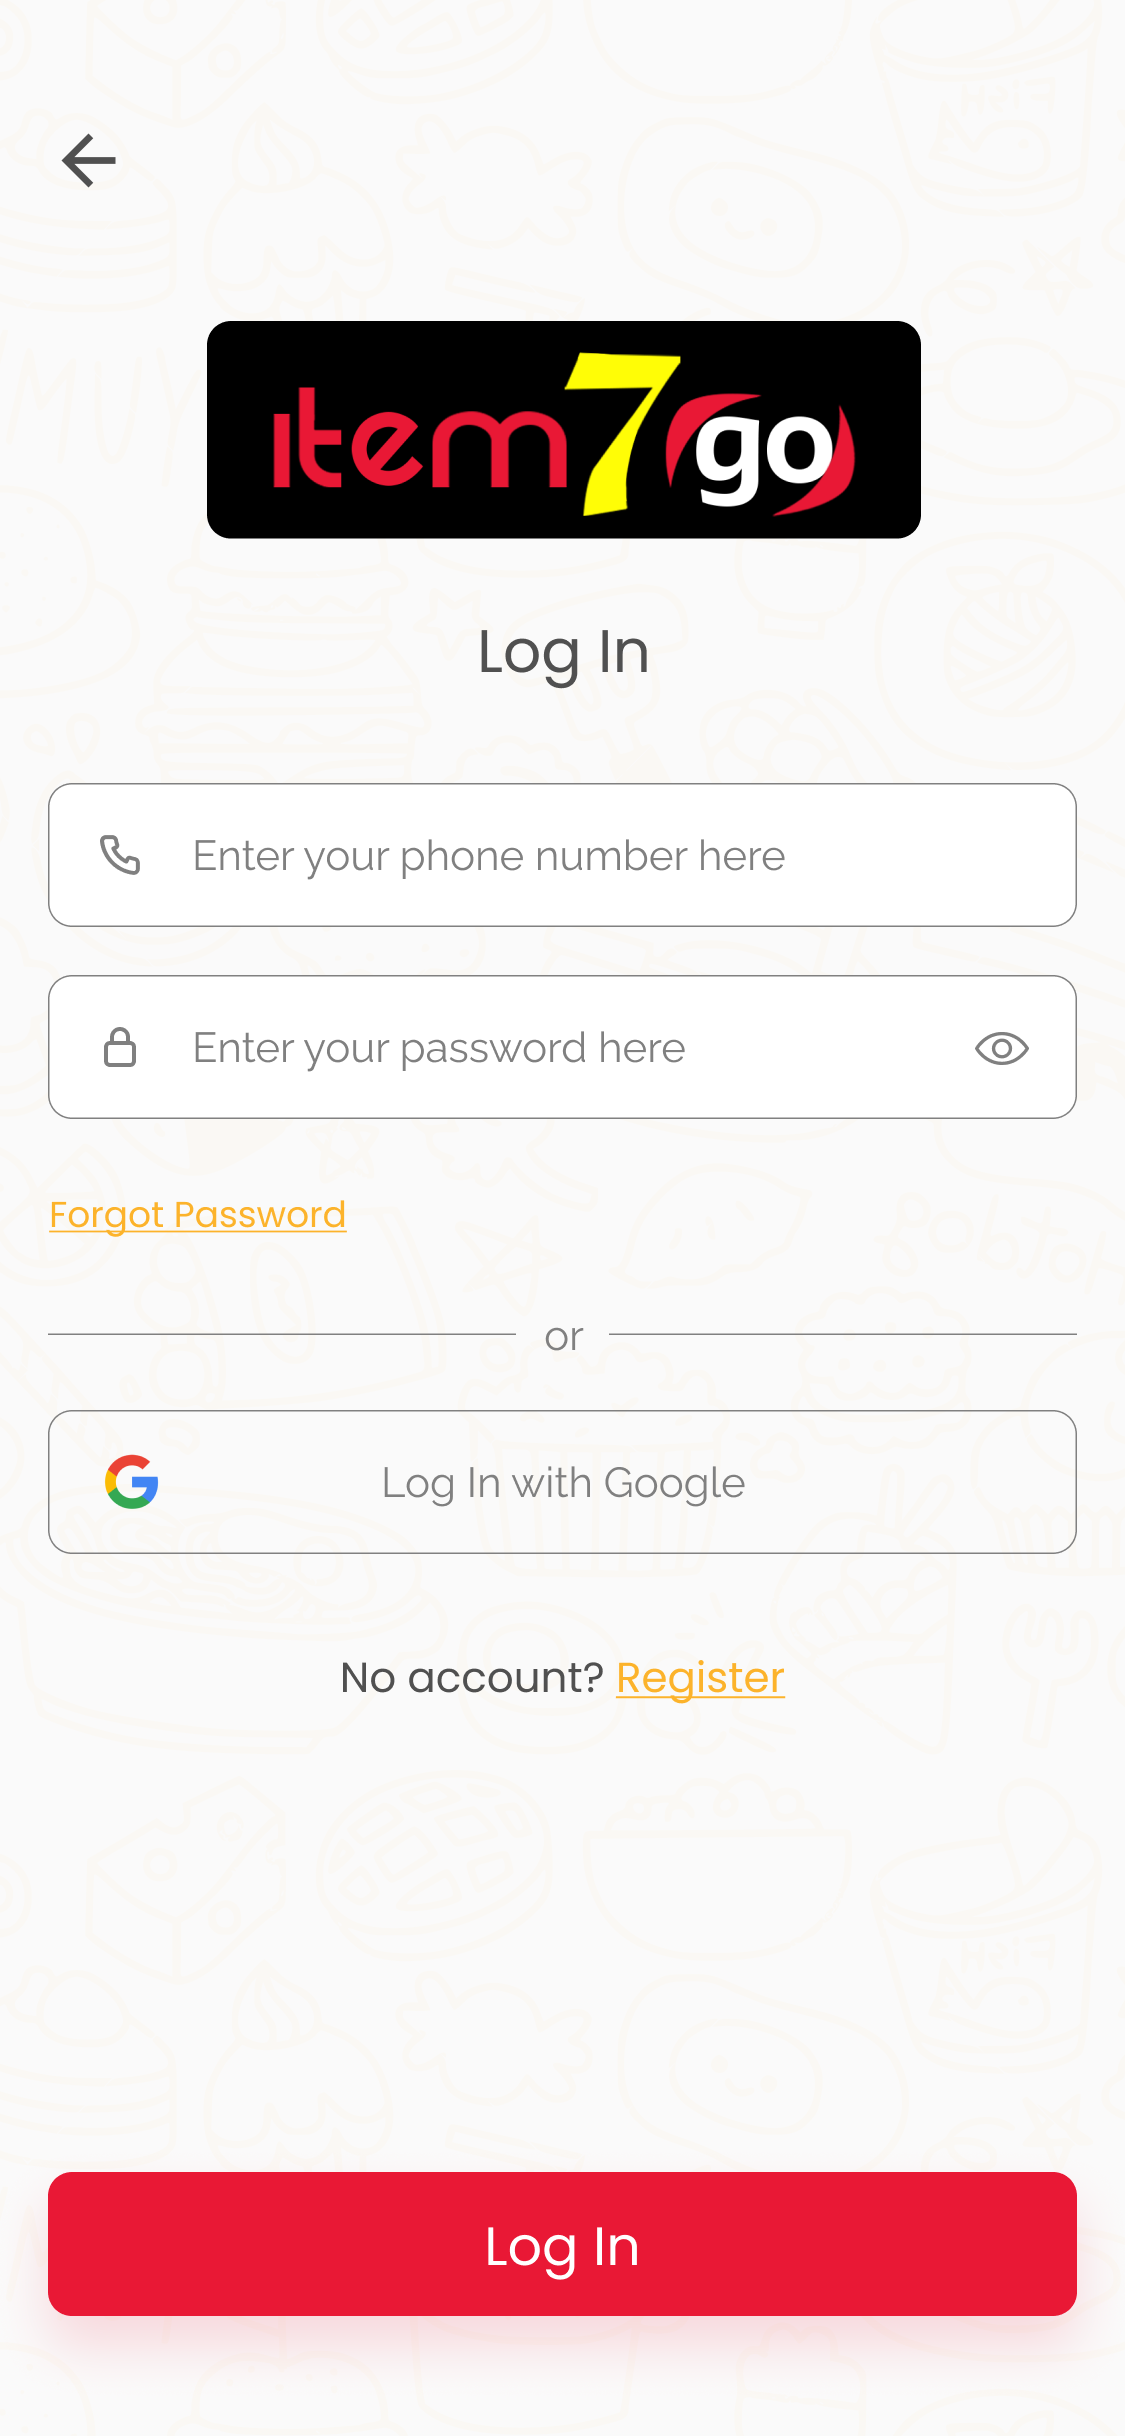 item7go
Log In
Enter your phone number here
Enter your password here
Forgot Password
or
Log In with Google
No account? Register
Log In